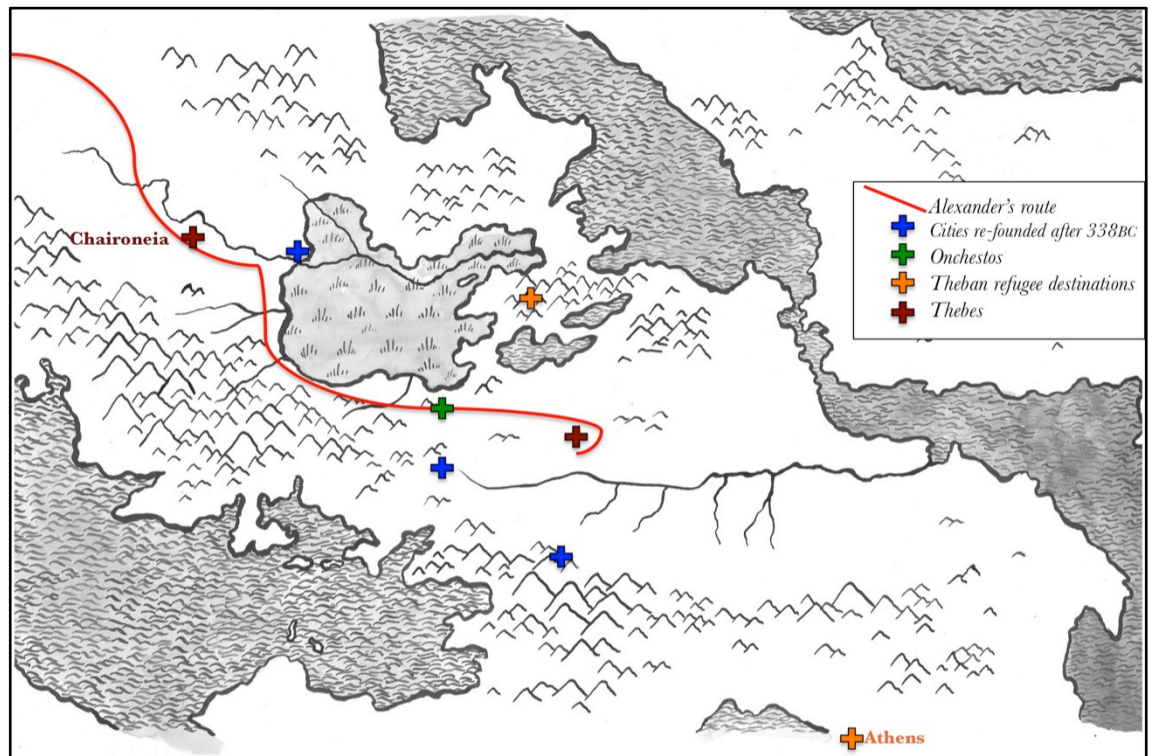 Chaironeia
Alexander's route
Cities re-founded after 338BC
Onchestos
Theban refugee destinations
Thebes
Athens